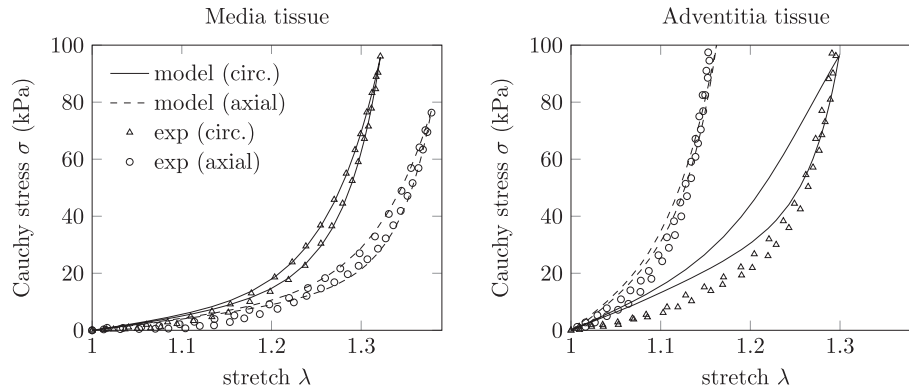 Media tissue
Adventitia tissue
100
80
60
40
20
0
Cauchy stress σ (kPa)
model (circ.)
model (axial)
exp (circ.)
exp (axial)
1
1.1
1.2
1.3
stretch λ
100
80
60
40
20
0
Cauchy stress σ (kPa)
1
1.1
1.2
1.3
stretch λ